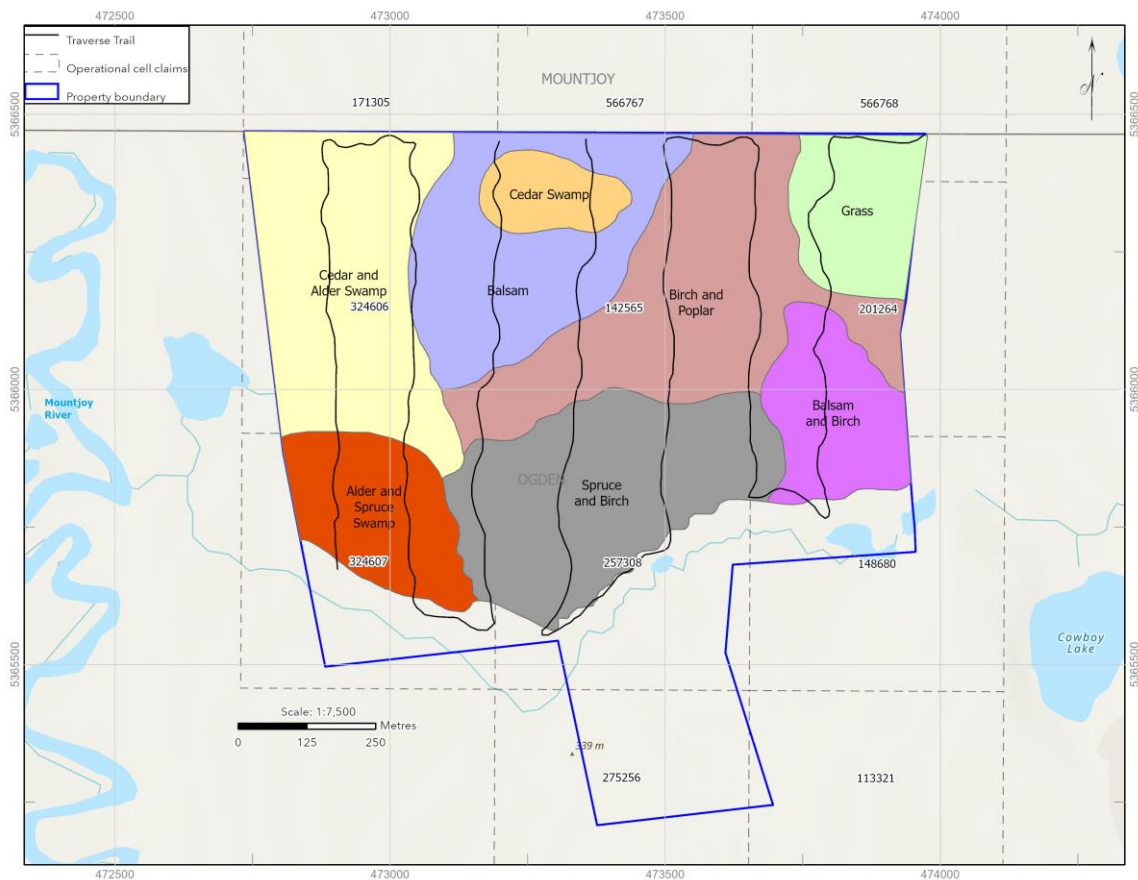 472500
473000
473500
474000
Traverse Trail
Operational cell claims
Property boundary
MOUNTJOY
N
171305
566767
566768
5366500
5366500
Cedar Swamp
Grass
Cedar and
Alder Swamp
324606
Balsam
142565
Birch and
Poplar
201264
5366000
5366000
Mountjoy
River
Balsam
and Birch
OGDEN
Alder and
Spruce
Swamp
Spruce
and Birch
324607
257308
148680
Cowboy
Lake
5365500
5365500
Scale: 1:7,500
Metres
0
125
250
339 m
275256
113321
472500
473000
473500
474000